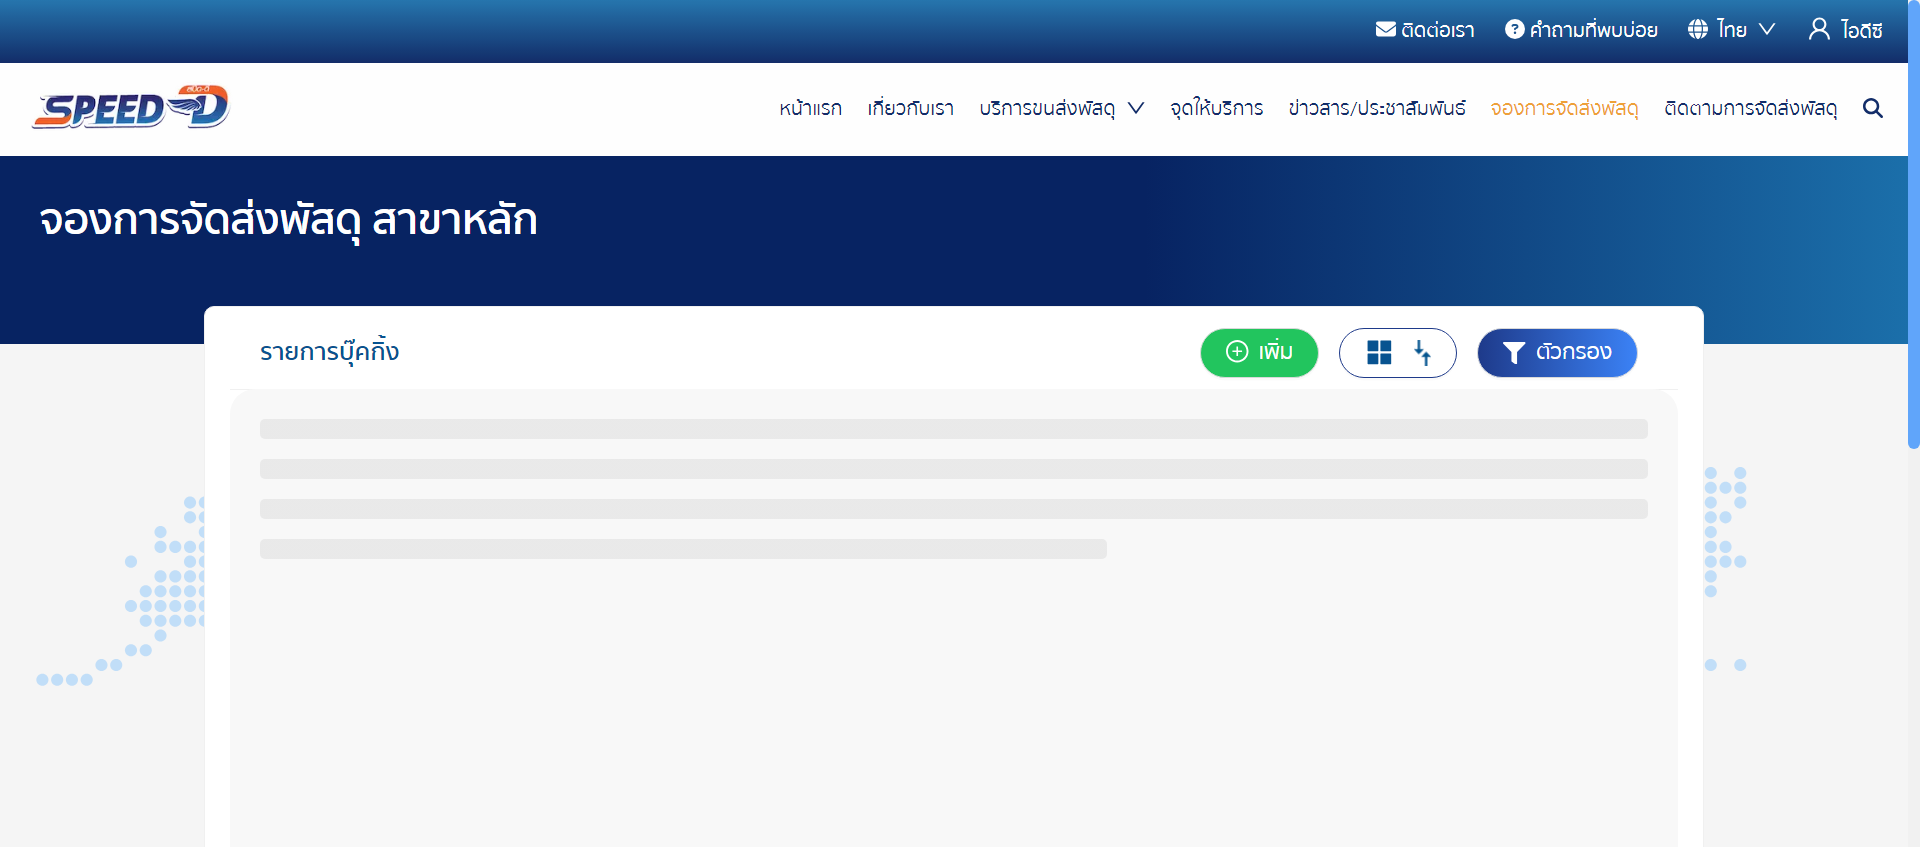 ติดต่อเรา คำถามที่พบบ่อย ไทย ไอดีซี
สปีด-ดี
SPEED-D
หน้าแรก เกี่ยวกับเรา บริการขนส่งพัสดุ จุดให้บริการ ข่าวสาร/ประชาสัมพันธ์ จองการจัดส่งพัสดุ ติดตามการจัดส่งพัสดุ
จองการจัดส่งพัสดุ สาขาหลัก
รายการบุ๊คกิ้ง เพิ่ม ตัวกรอง